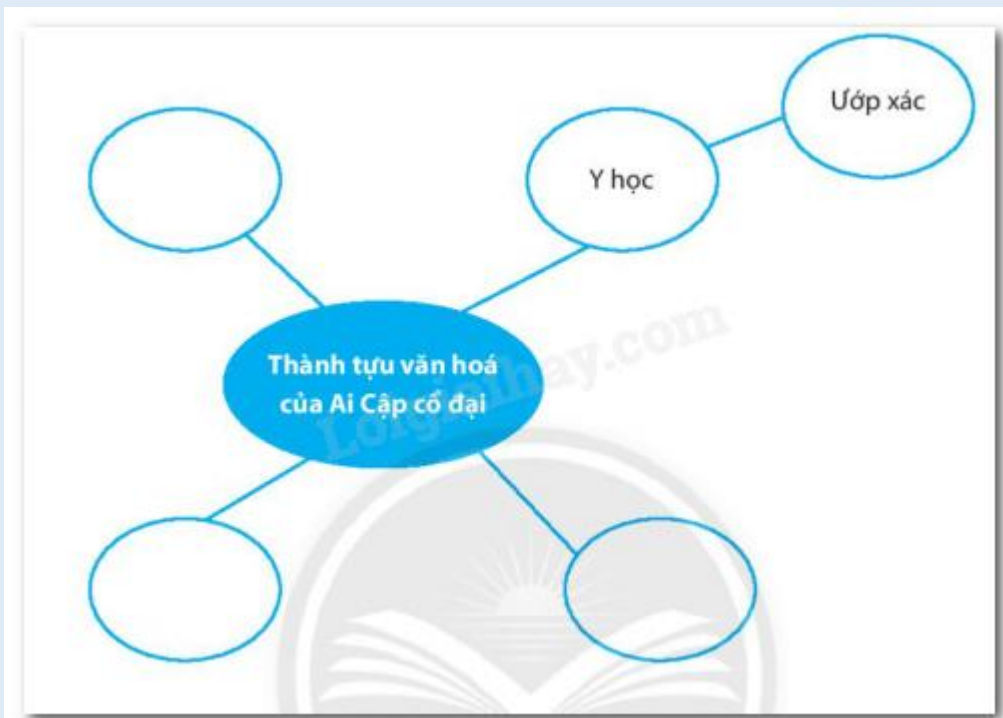 Ướp xác
Y học
Thành tựu văn hoá
của Ai Cập cổ đại
Loigiaihay.com